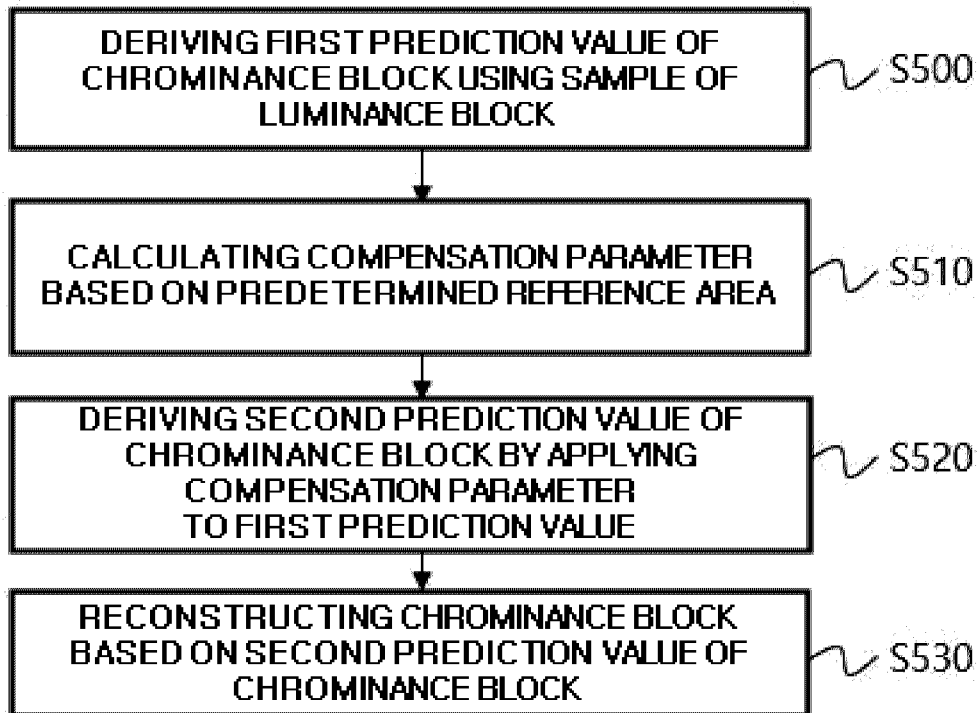 DERIVING FIRST PREDICTION VALUE OF
CHROMINANCE BLOCK USING SAMPLE OF
LUMINANCE BLOCK
S500
CALCULATING COMPENSATION PARAMETER
BASED ON PREDETERMINED REFERENCE AREA
S510
DERIVING SECOND PREDICTION VALUE OF
CHROMINANCE BLOCK BY APPLYING
COMPENSATION PARAMETER
TO FIRST PREDICTION VALUE
S520
RECONSTRUCTING CHROMINANCE BLOCK
BASED ON SECOND PREDICTION VALUE OF
CHROMINANCE BLOCK
S530